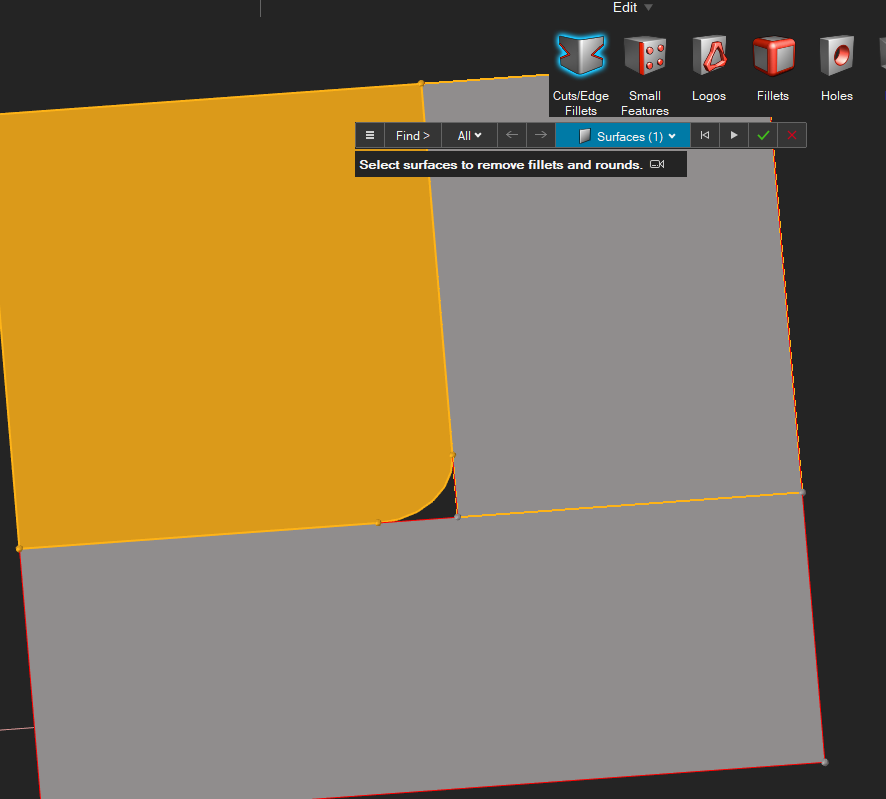 Edit
Cuts/Edge Fillets
Small Features
Logos
Fillets
Holes
Find >
All
Surfaces (1)
Select surfaces to remove fillets and rounds.